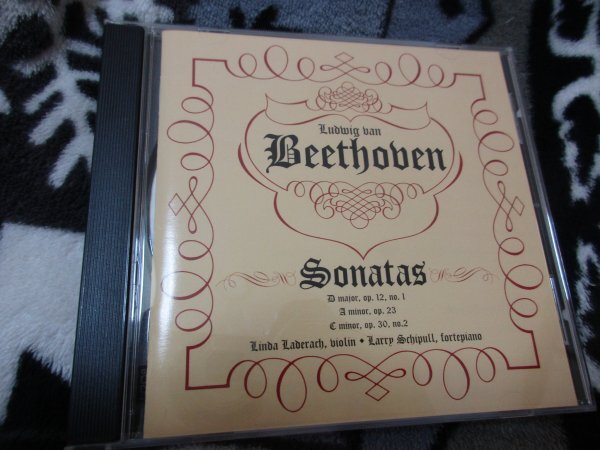 Ludwig van
Beethoven
Sonatas
D major, op. 12, no. 1
A minor, op. 23
C minor, op. 30, no.2
Linda Laderach, violin • Larry Schipull, fortepiano